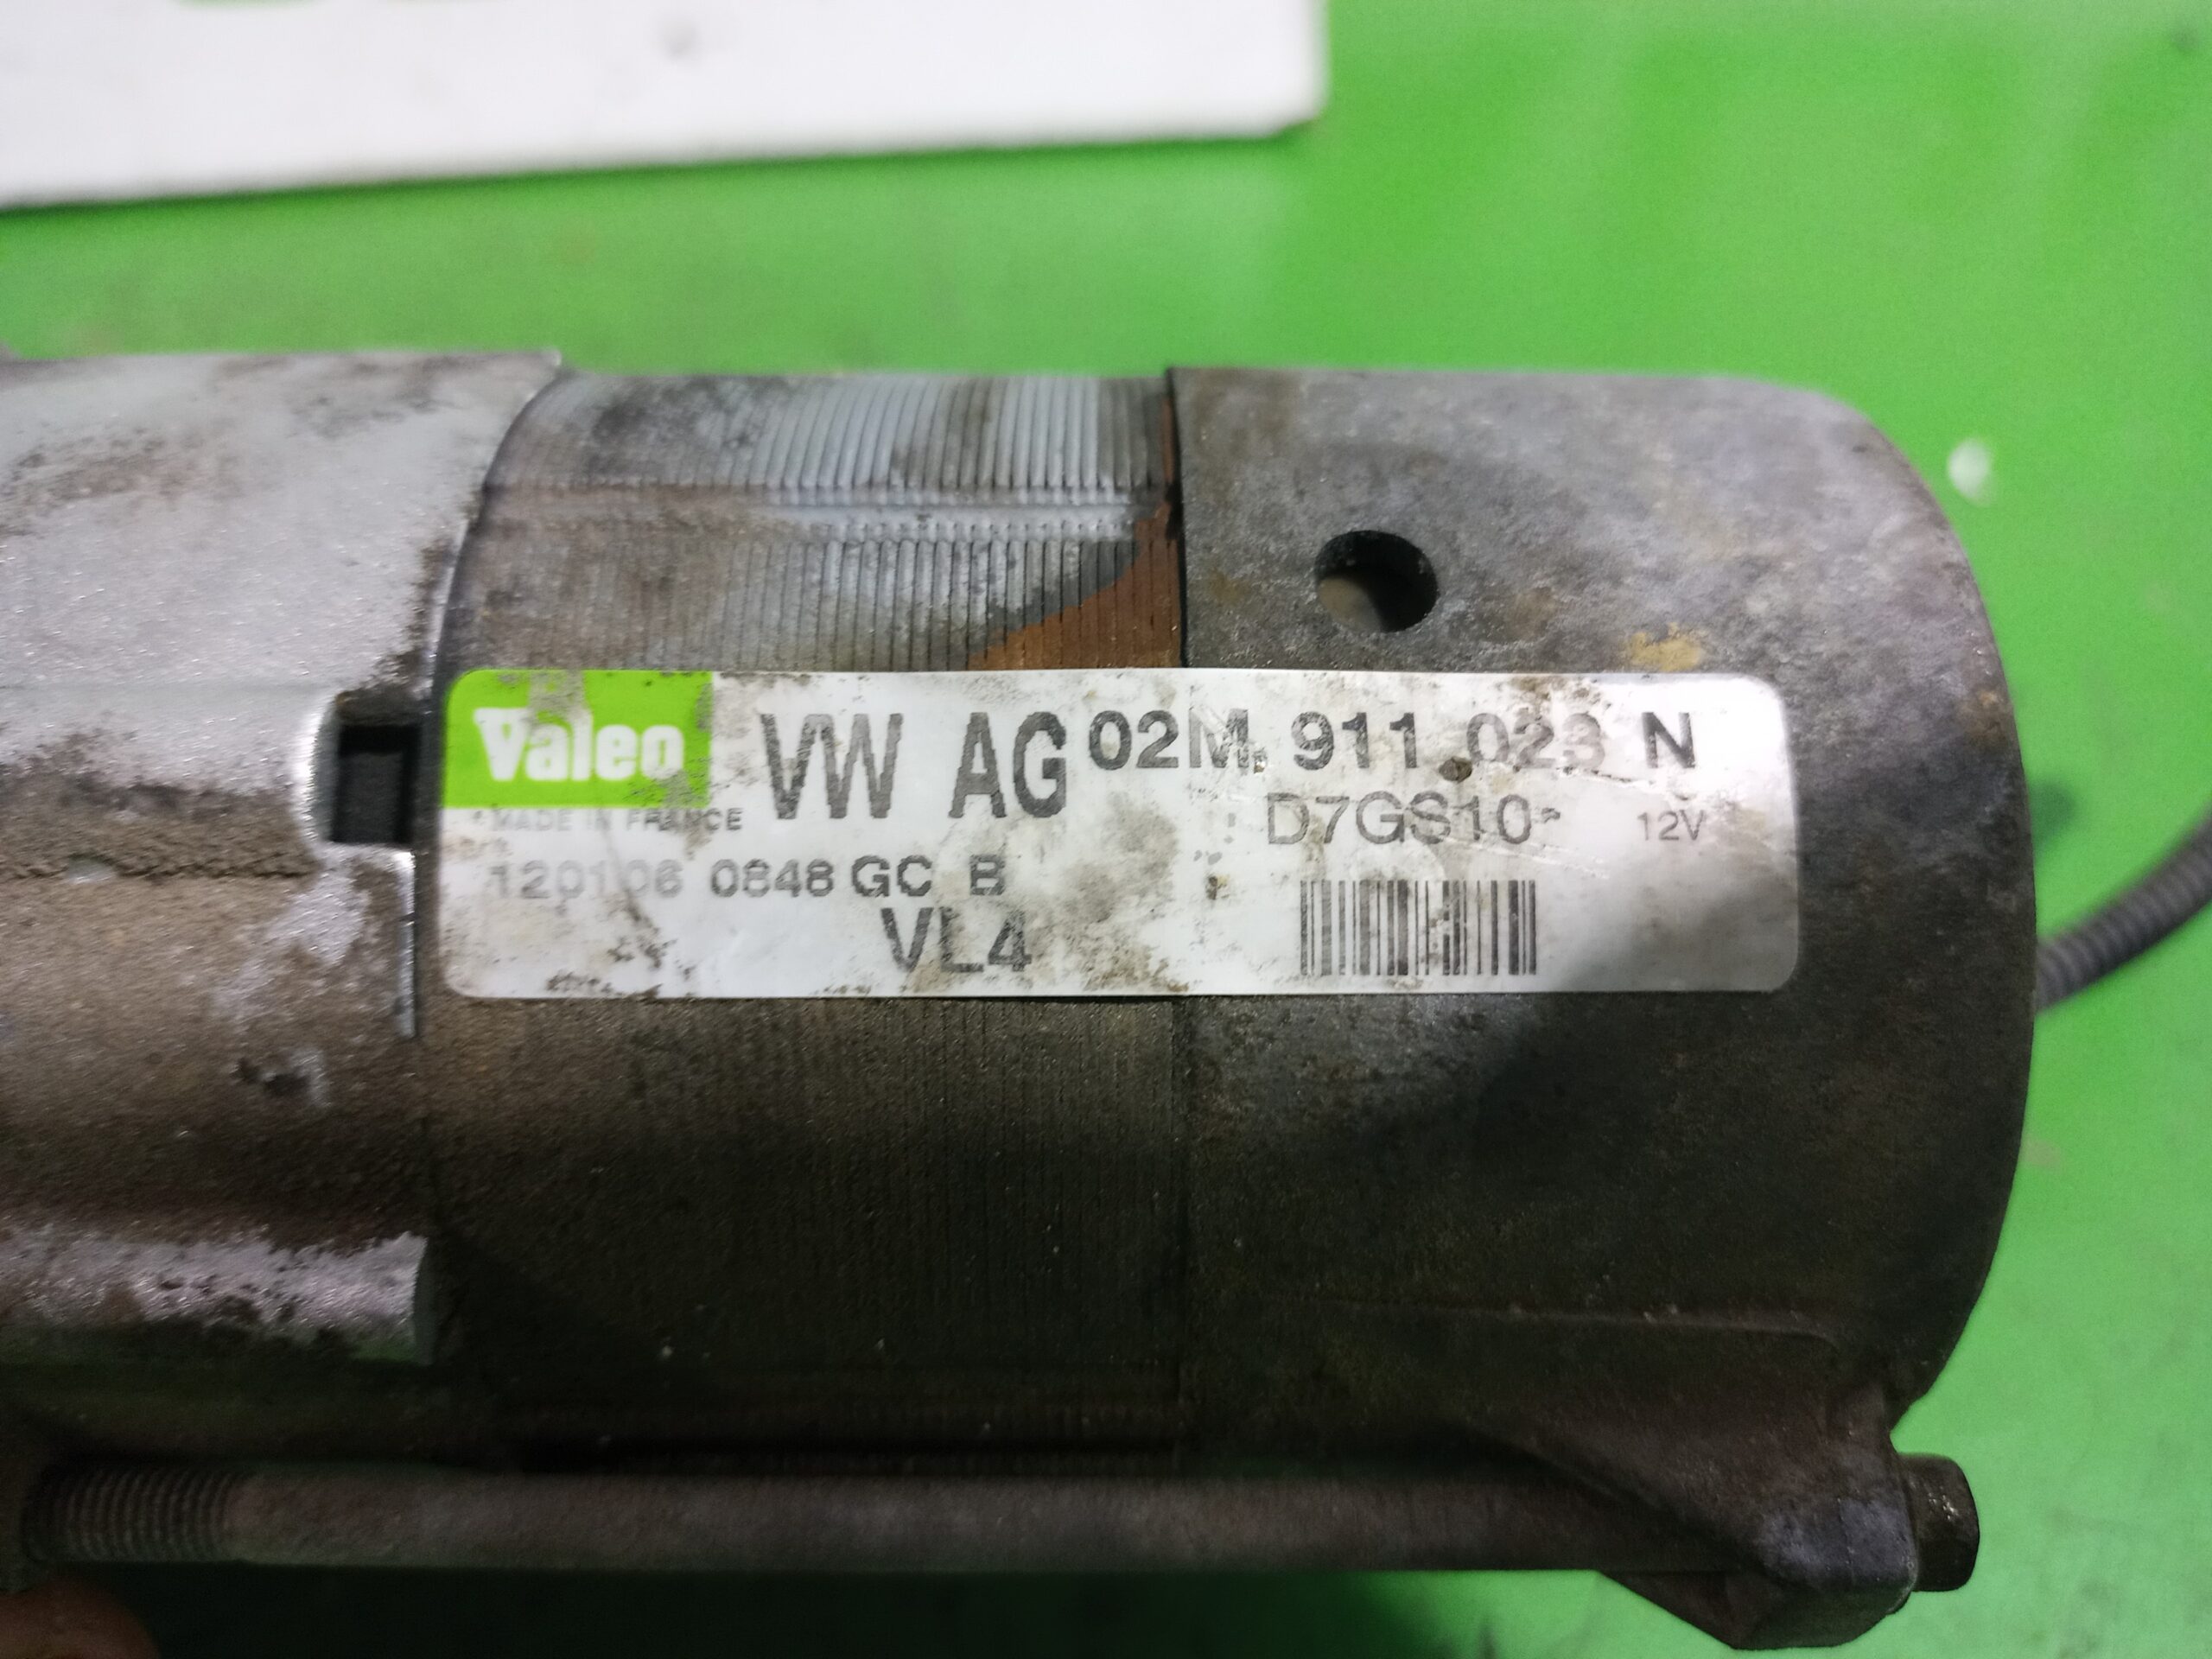 Valeo VW AG 02M 911 023 N
MADE IN FRANCE D7GS10 12V
120106 0848 GC B
VL4